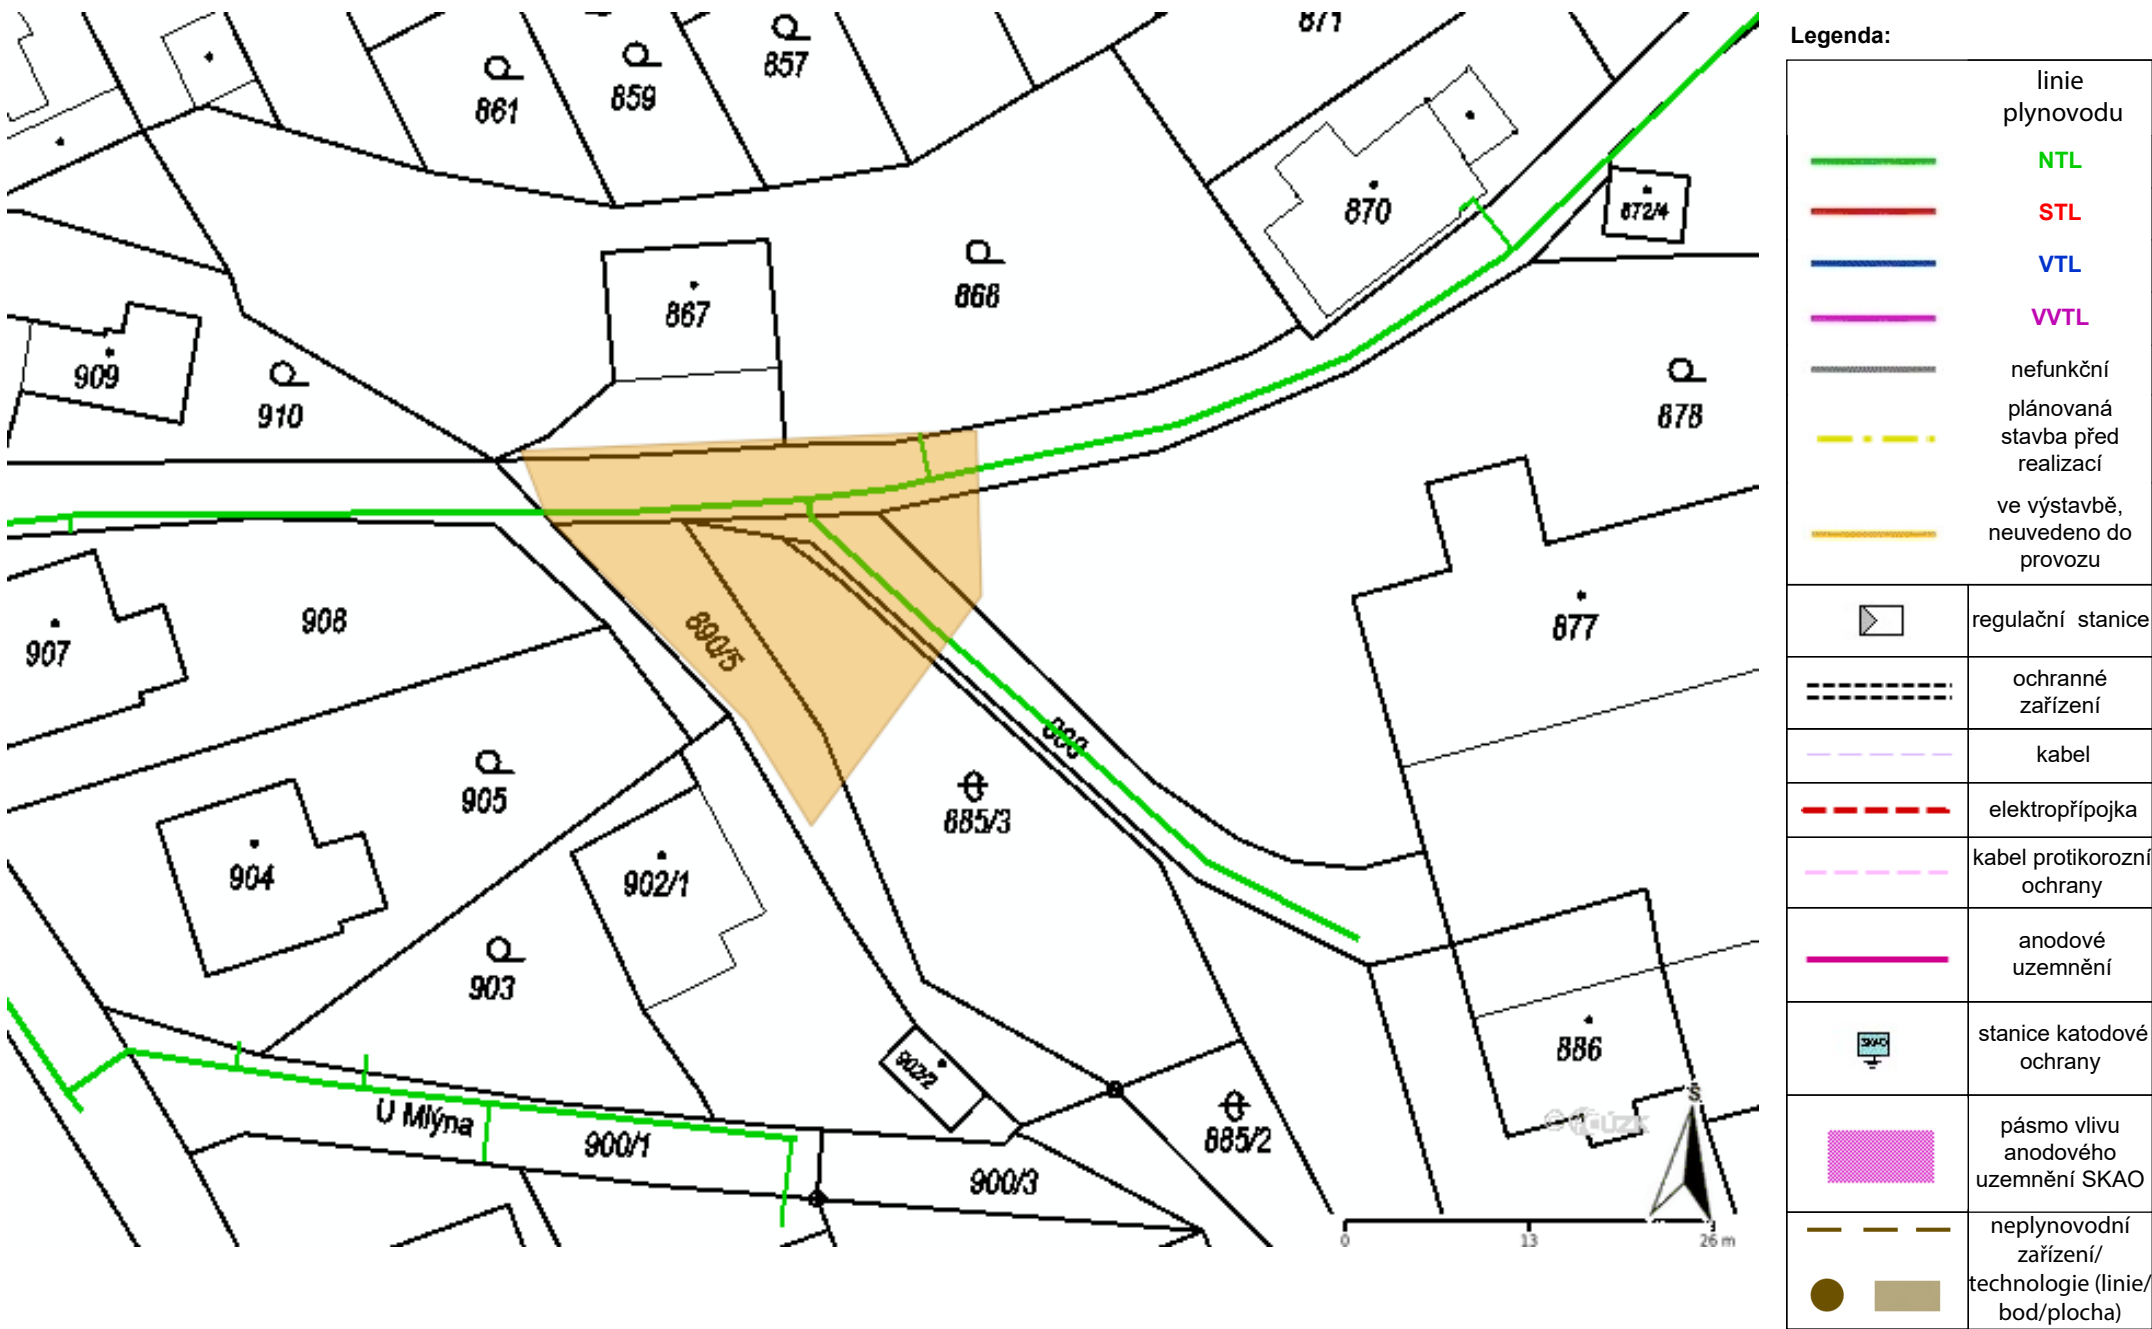 871
857
859
861
870
872/4
868
867
909
910
878
908
890/5
907
877
888
905
885/3
904
902/1
903
902/2
886
U Mlýna
900/1
885/2
900/3
ČÚZK
S
0 13 26 m
Legenda:
linie
plynovodu
NTL
STL
VTL
VVTL
nefunkční
plánovaná
stavba před
realizací
ve výstavbě,
neuvedeno do
provozu
regulační stanice
ochranné
zařízení
kabel
elektropřípojka
kabel protikorozní
ochrany
anodové
uzemnění
SKAO
stanice katodové
ochrany
pásmo vlivu
anodového
uzemnění SKAO
neplynovodní
zařízení/
technologie (linie/
bod/plocha)